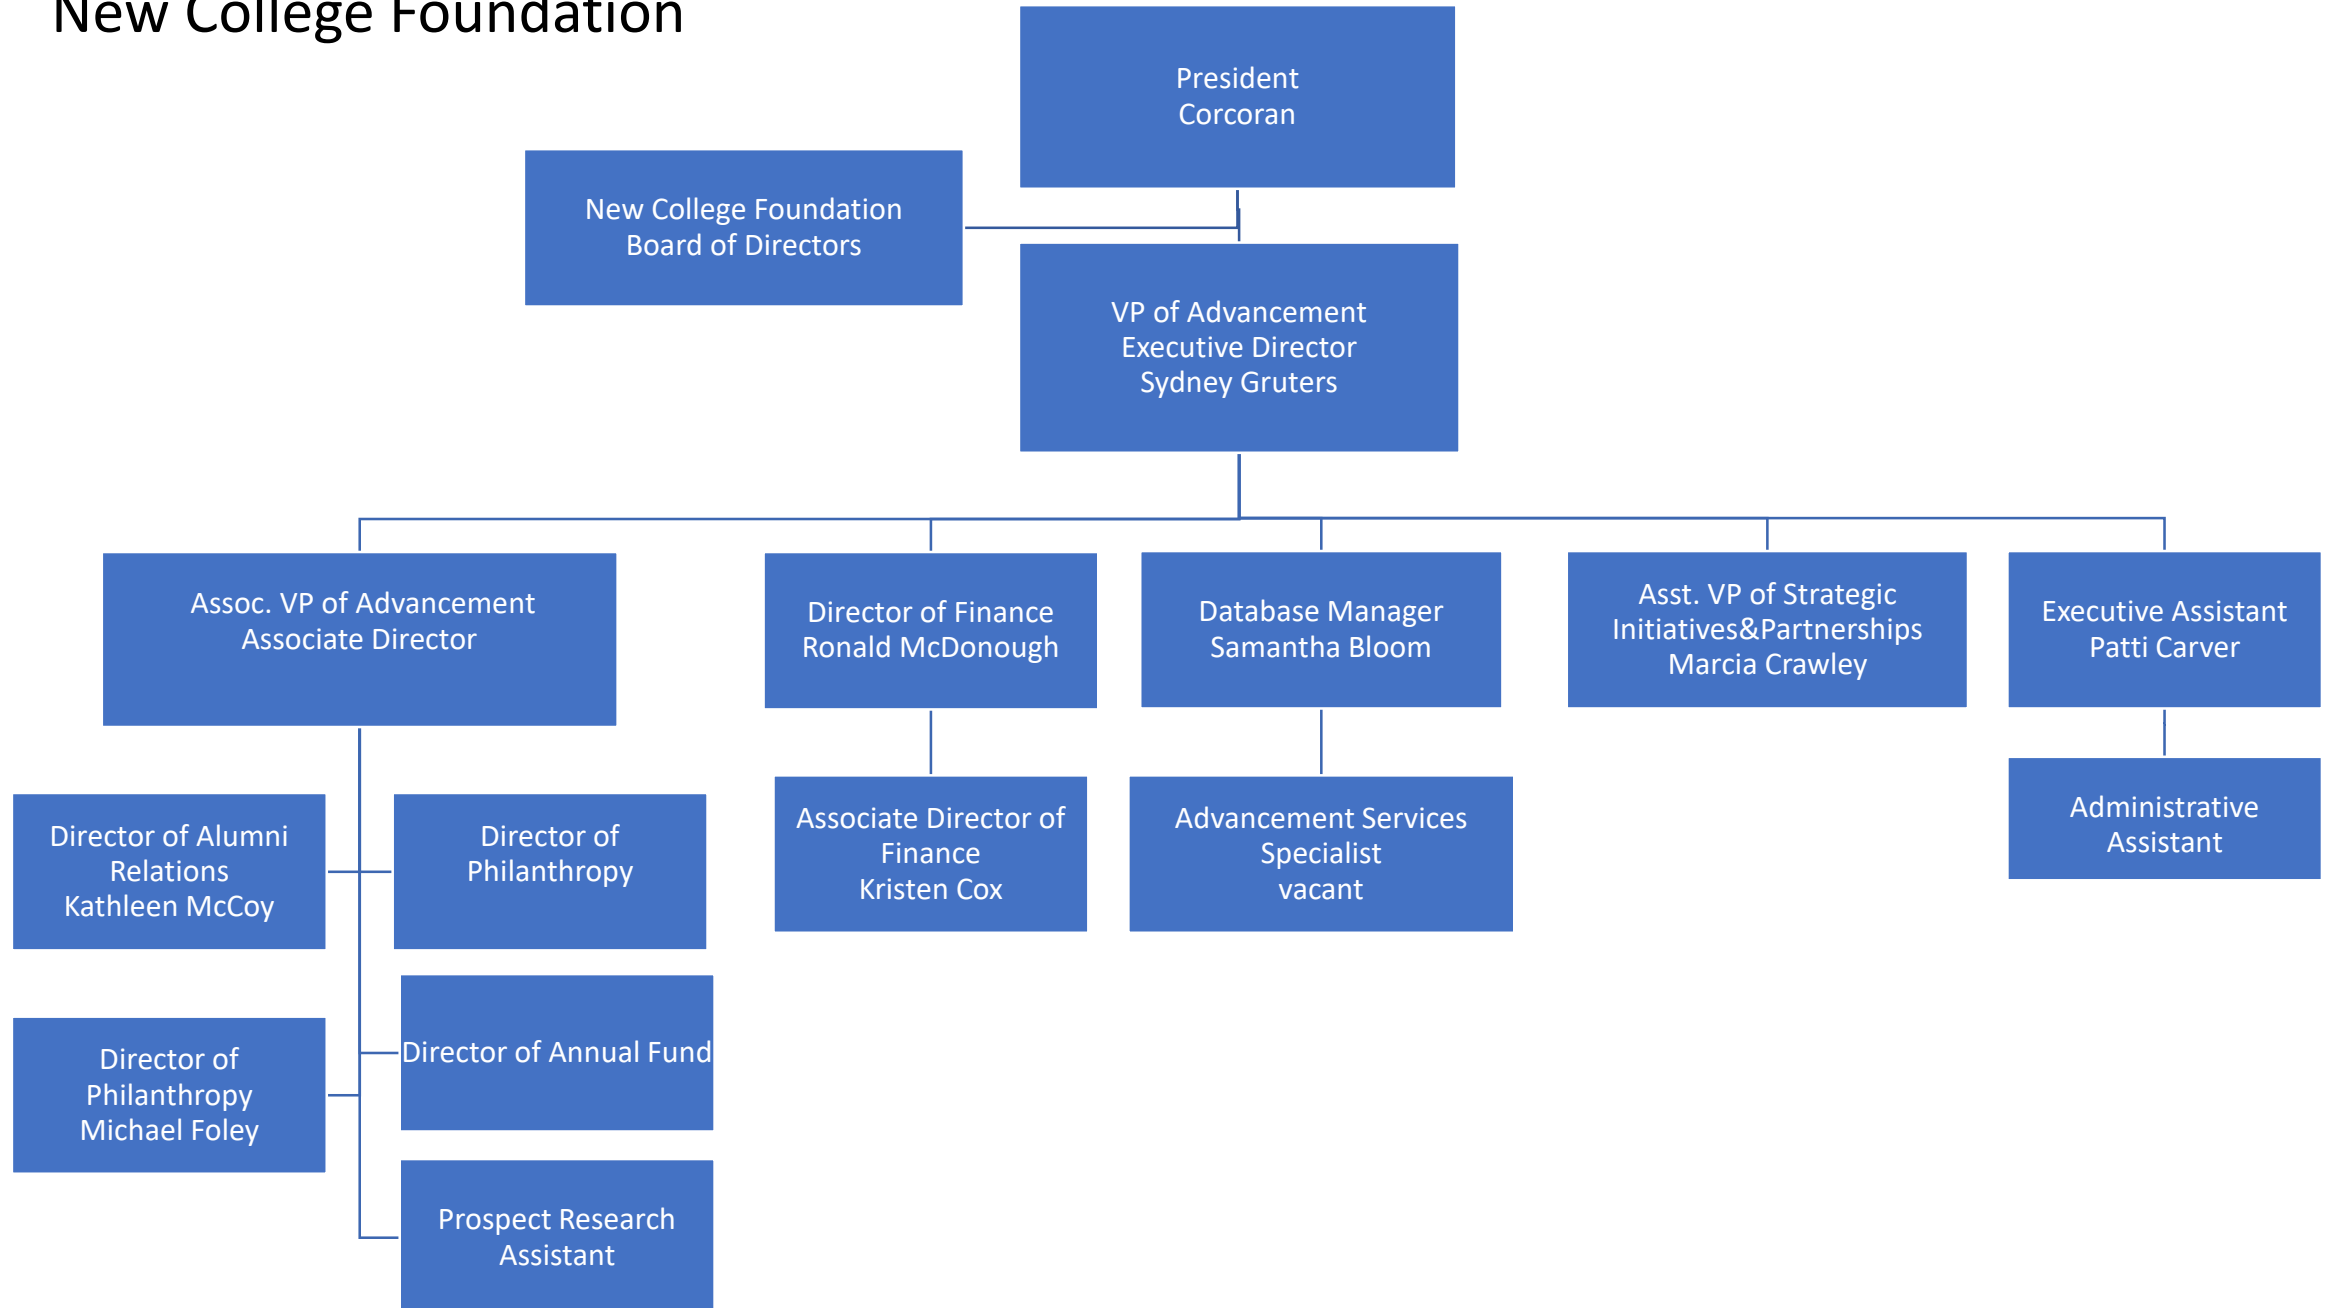 New College Foundation
President
Corcoran
New College Foundation
Board of Directors
VP of Advancement
Executive Director
Sydney Gruters
Assoc. VP of Advancement
Associate Director
Director of Finance
Ronald McDonough
Database Manager
Samantha Bloom
Asst. VP of Strategic
Initiatives&Partnerships
Marcia Crawley
Executive Assistant
Patti Carver
Director of Alumni
Relations
Kathleen McCoy
Director of
Philanthropy
Associate Director of
Finance
Kristen Cox
Advancement Services
Specialist
vacant
Administrative
Assistant
Director of
Philanthropy
Michael Foley
Director of Annual Fund
Prospect Research
Assistant